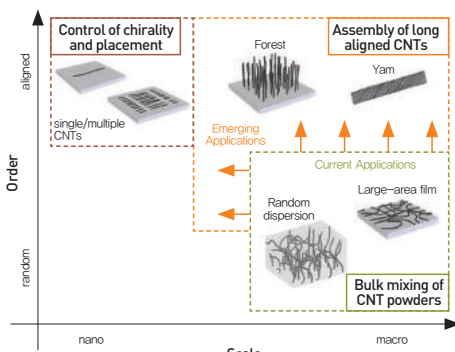 Control of chirality
and placement
Assembly of long
aligned CNTs
Forest
Yarn
single/multiple
CNTs
Emerging
Applications
Current Applications
Random
dispersion
Large-area film
Bulk mixing of
CNT powders
aligned
Order
random
nano
macro
Scale